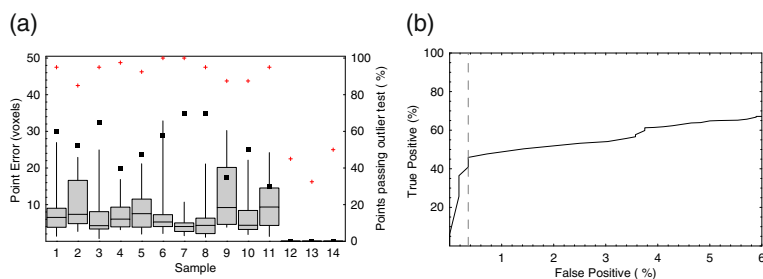 (a)
50
40
30
20
10
Point Error (voxels)
100
80
60
40
20
0
Points passing outlier test ( %)
1 2 3 4 5 6 7 8 9 10 11 12 13 14
Sample
(b)
100
80
60
40
20
True Positive (%)
1 2 3 4 5 6
False Positive ( %)